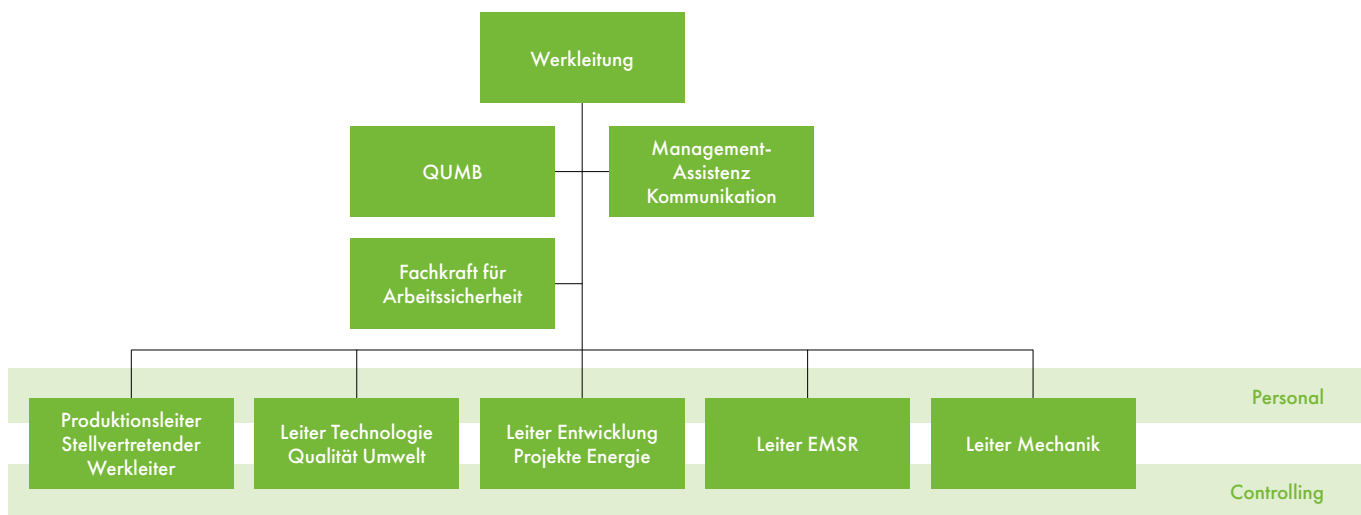 Werkleitung
QUMB
Management-
Assistenz
Kommunikation
Fachkraft für
Arbeitssicherheit
Personal
Produktionsleiter
Stellvertretender
Werkleiter
Leiter Technologie
Qualität Umwelt
Leiter Entwicklung
Projekte Energie
Leiter EMSR
Leiter Mechanik
Controlling